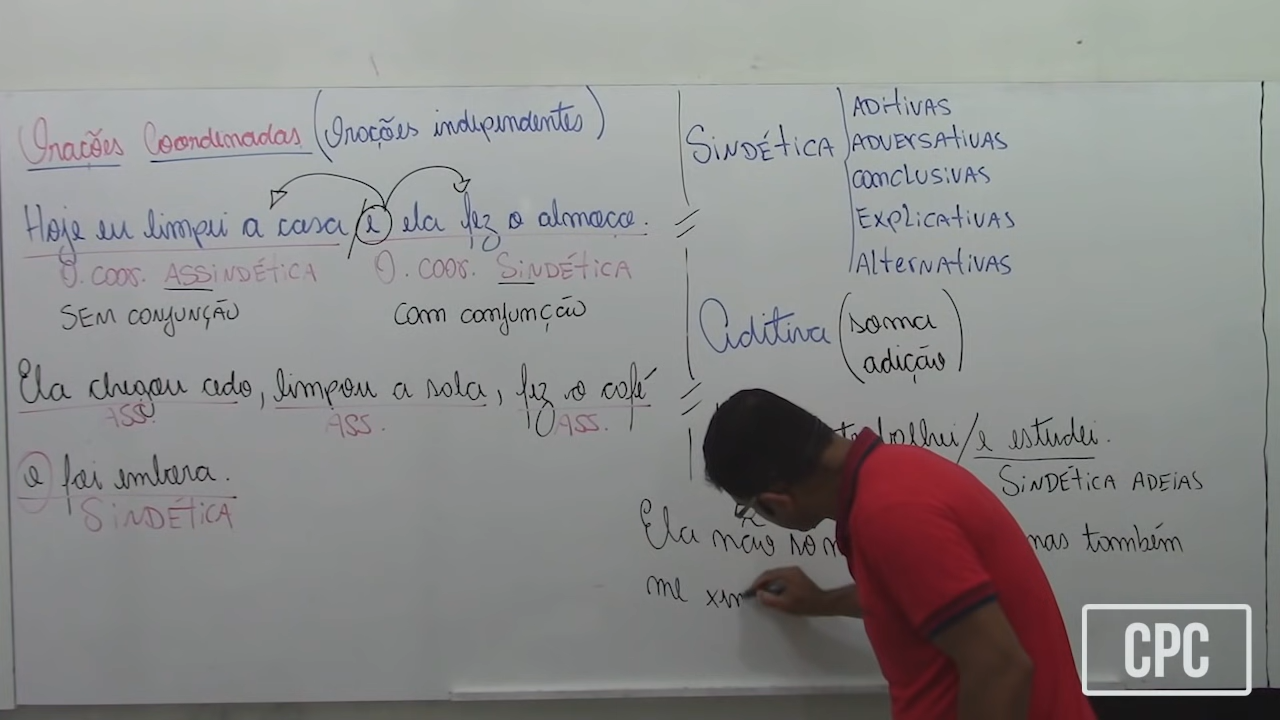 Orações Coordenadas (Orações independentes)
Hoje eu limpei a casa / e ela fez o almoço.
O. coor. ASSINDÉTICA O. coor. SINDÉTICA
SEM CONJUNÇÃO com conjunção
Ela chegou cedo, limpou a sala, fez o café
ASS. ASS. ASS.
e foi embora.
SINDÉTICA
SINDÉTICA
ADITIVAS
ADVERSATIVAS
CONCLUSIVAS
EXPLICATIVAS
ALTERNATIVAS
Aditiva (soma
adição)
/e estudei.
SINDÉTICA
Ela não mas também
me
CPC